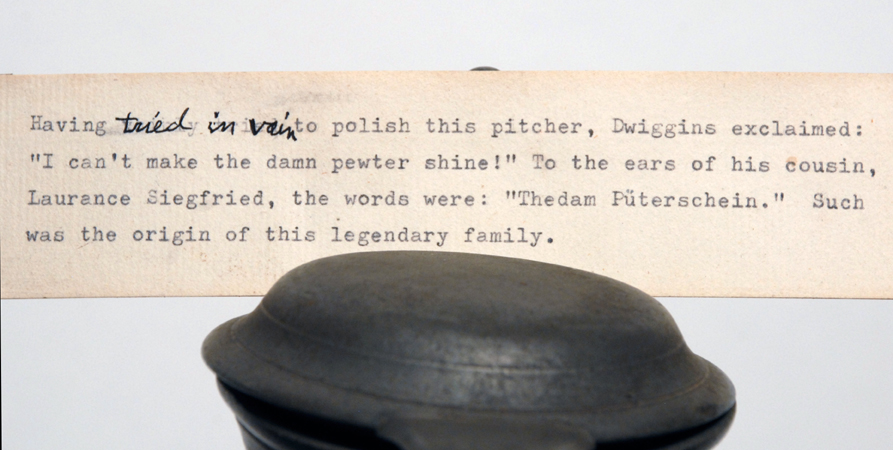 Having tried in vain to polish this pitcher, Dwiggins exclaimed:
"I can't make the damn pewter shine!" To the ears of his cousin,
Laurance Siegfried, the words were: "Thedam Püterschein."  Such
was the origin of this legendary family.